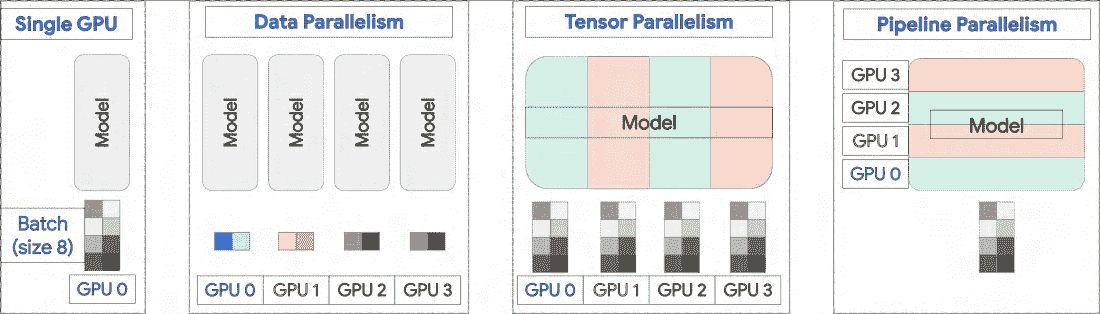 Single GPU
Model
Batch
(size 8)
GPU 0
Data Parallelism
Model
Model
Model
Model
GPU 0
GPU 1
GPU 2
GPU 3
Tensor Parallelism
Model
GPU 0
GPU 1
GPU 2
GPU 3
Pipeline Parallelism
GPU 3
GPU 2
Model
GPU 1
GPU 0